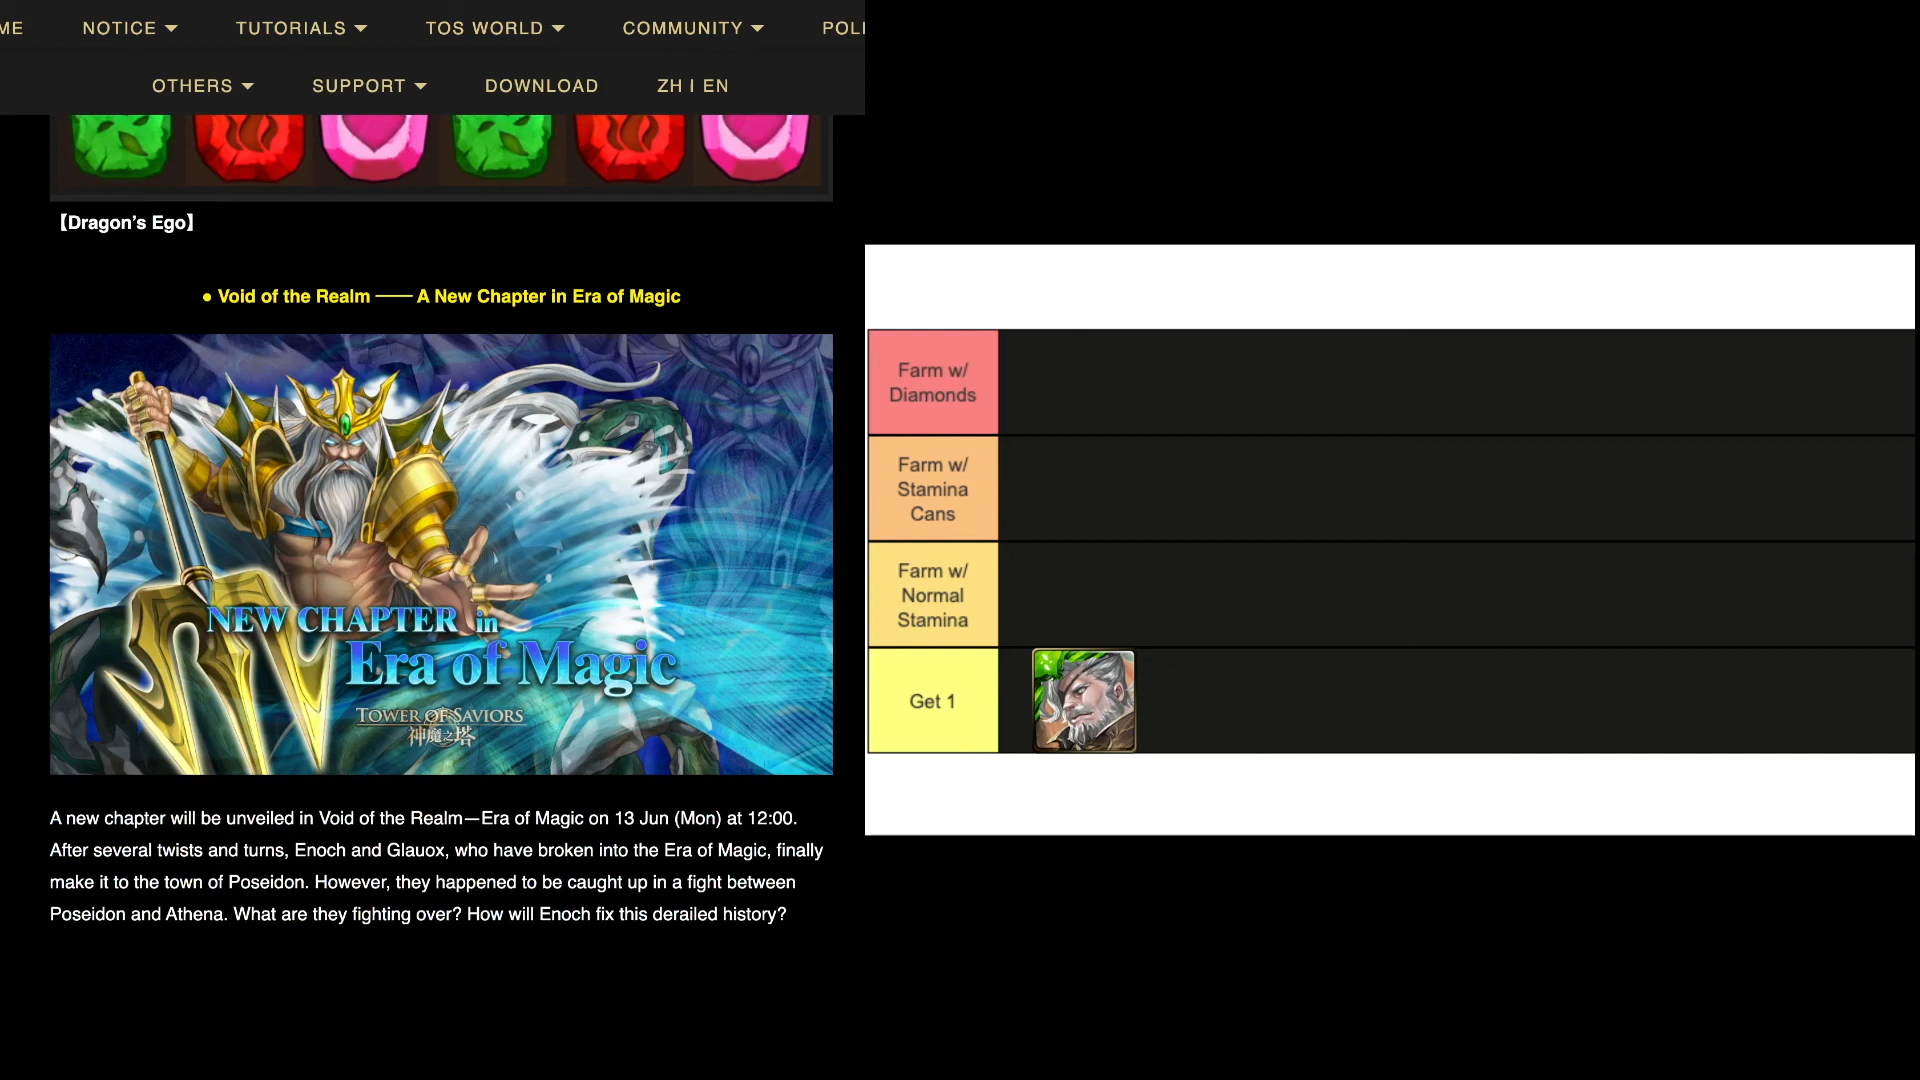 ME NOTICE TUTORIALS TOS WORLD COMMUNITY POLI
OTHERS SUPPORT DOWNLOAD ZH I EN
【Dragon’s Ego】
● Void of the Realm —— A New Chapter in Era of Magic
NEW CHAPTER in
Era of Magic
TOWER OF SAVIORS
神魔之塔
A new chapter will be unveiled in Void of the Realm—Era of Magic on 13 Jun (Mon) at 12:00.
After several twists and turns, Enoch and Glauox, who have broken into the Era of Magic, finally
make it to the town of Poseidon. However, they happened to be caught up in a fight between
Poseidon and Athena. What are they fighting over? How will Enoch fix this derailed history?
Farm w/
Diamonds
Farm w/
Stamina
Cans
Farm w/
Normal
Stamina
Get 1